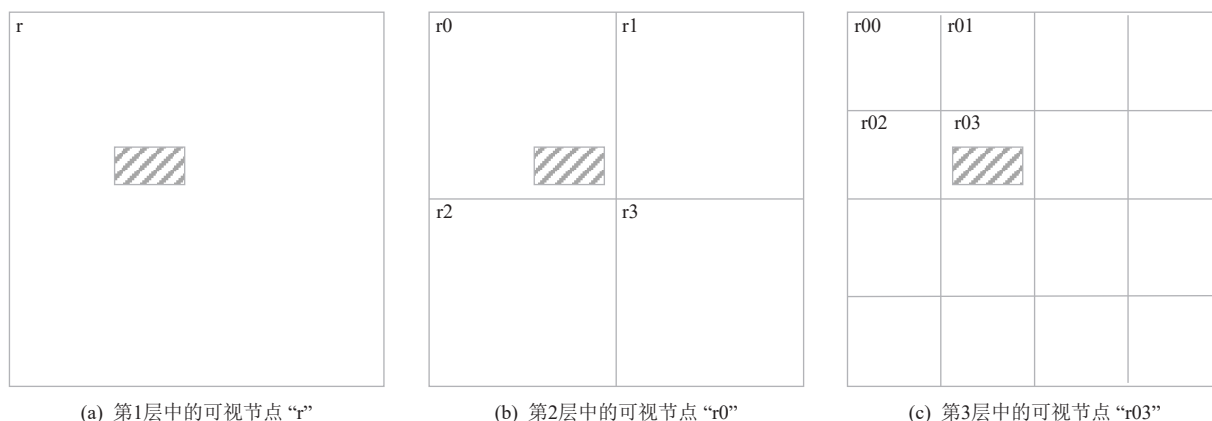 r
r0
r1
r2
r3
r00
r01
r02
r03
(a) 第1层中的可视节点 “r”
(b) 第2层中的可视节点 “r0”
(c) 第3层中的可视节点 “r03”